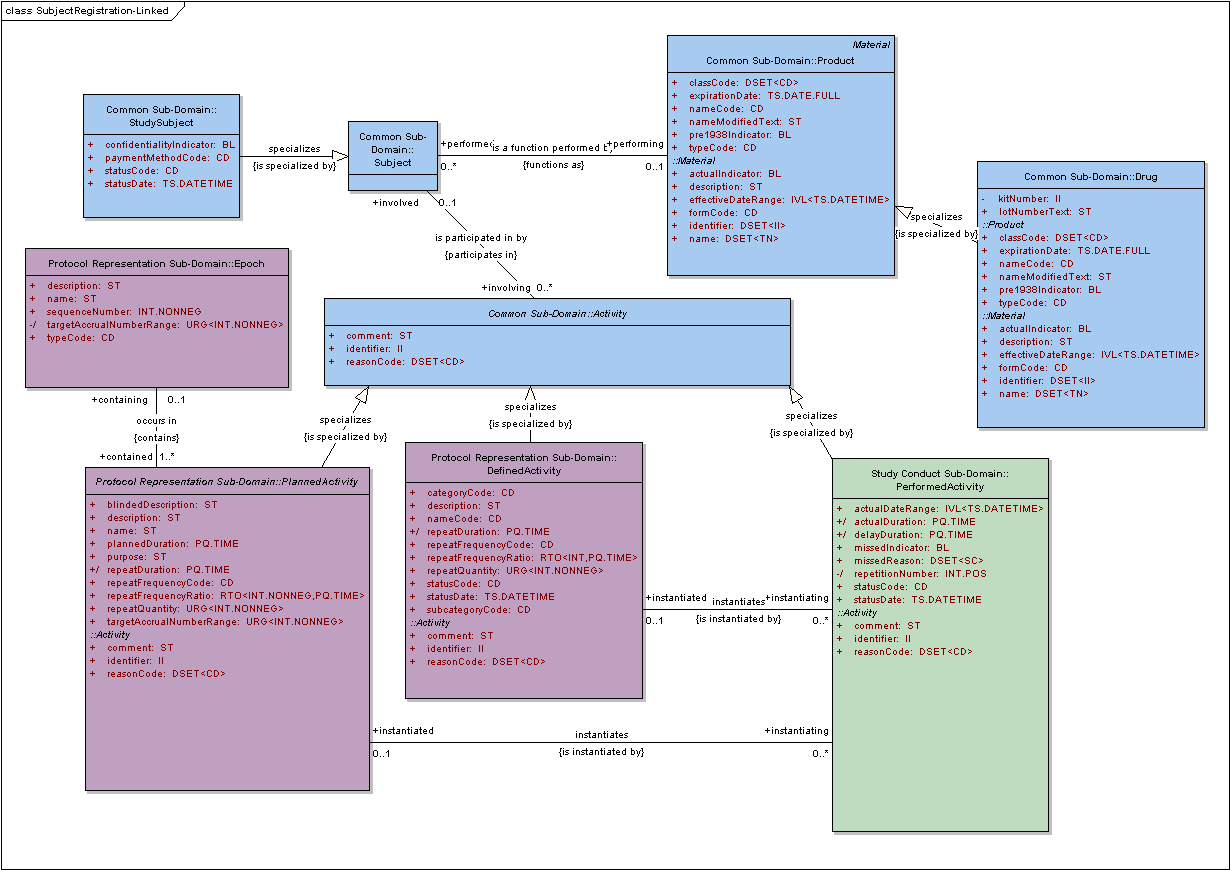 class SubjectRegistration-Linked
Common Sub-Domain::
StudySubject
+ confidentialityIndicator: BL
+ paymentMethodCode: CD
+ statusCode: CD
+ statusDate: TS.DATETIME
specializes
{is specialized by}
Common Sub-
Domain::
Subject
+performed
is a function performed by
+performing
0..*
{functions as}
0..1
Material
Common Sub-Domain::Product
+ classCode: DSET<CD>
+ expirationDate: TS.DATE.FULL
+ nameCode: CD
+ nameModifiedText: ST
+ pre1938Indicator: BL
+ typeCode: CD
::Material
+ actualIndicator: BL
+ description: ST
+ effectiveDateRange: IVL<TS.DATETIME>
+ formCode: CD
+ identifier: DSET<II>
+ name: DSET<TN>
specializes
{is specialized by}
Common Sub-Domain::Drug
- kitNumber: II
+ lotNumberText: ST
::Product
+ classCode: DSET<CD>
+ expirationDate: TS.DATE.FULL
+ nameCode: CD
+ nameModifiedText: ST
+ pre1938Indicator: BL
+ typeCode: CD
::Material
+ actualIndicator: BL
+ description: ST
+ effectiveDateRange: IVL<TS.DATETIME>
+ formCode: CD
+ identifier: DSET<II>
+ name: DSET<TN>
+involved 0..1
is participated in by
{participates in}
+involving 0..*
Protocol Representation Sub-Domain::Epoch
+ description: ST
+ name: ST
+ sequenceNumber: INT.NONNEG
-/ targetAccrualNumberRange: URG<INT.NONNEG>
+ typeCode: CD
Common Sub-Domain::Activity
+ comment: ST
+ identifier: II
+ reasonCode: DSET<CD>
+containing 0..1
occurs in
{contains}
+contained 1..*
specializes
{is specialized by}
specializes
{is specialized by}
specializes
{is specialized by}
Protocol Representation Sub-Domain::PlannedActivity
+ blindedDescription: ST
+ description: ST
+ name: ST
+ plannedDuration: PQ.TIME
+ purpose: ST
+/ repeatDuration: PQ.TIME
+ repeatFrequencyCode: CD
+ repeatFrequencyRatio: RTO<INT.NONNEG,PQ.TIME>
+ repeatQuantity: URG<INT.NONNEG>
+ targetAccrualNumberRange: URG<INT.NONNEG>
::Activity
+ comment: ST
+ identifier: II
+ reasonCode: DSET<CD>
Protocol Representation Sub-Domain::
DefinedActivity
+ categoryCode: CD
+ description: ST
+ nameCode: CD
+/ repeatDuration: PQ.TIME
+ repeatFrequencyCode: CD
+ repeatFrequencyRatio: RTO<INT,PQ.TIME>
+ repeatQuantity: URG<INT.NONNEG>
+ statusCode: CD
+ statusDate: TS.DATETIME
+ subcategoryCode: CD
::Activity
+ comment: ST
+ identifier: II
+ reasonCode: DSET<CD>
Study Conduct Sub-Domain::
PerformedActivity
+ actualDateRange: IVL<TS.DATETIME>
+/ actualDuration: PQ.TIME
+/ delayDuration: PQ.TIME
+ missedIndicator: BL
+ missedReason: DSET<SC>
-/ repetitionNumber: INT.POS
+ statusCode: CD
+ statusDate: TS.DATETIME
::Activity
+ comment: ST
+ identifier: II
+ reasonCode: DSET<CD>
+instantiated instantiates +instantiating
0..1 {is instantiated by} 0..*
+instantiated instantiates +instantiating
0..1 {is instantiated by} 0..*